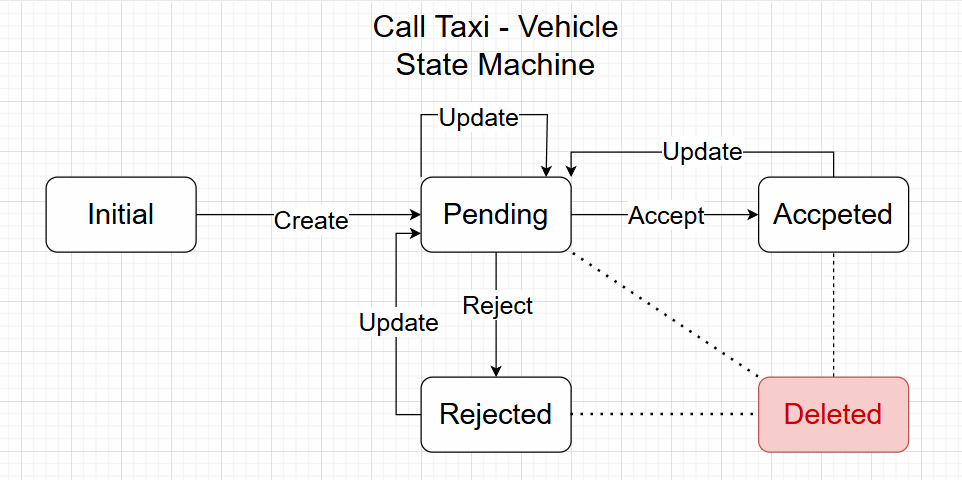 Call Taxi - Vehicle
State Machine
Update
Update
Initial
Create
Pending
Accept
Accpeted
Reject
Update
Rejected
Deleted